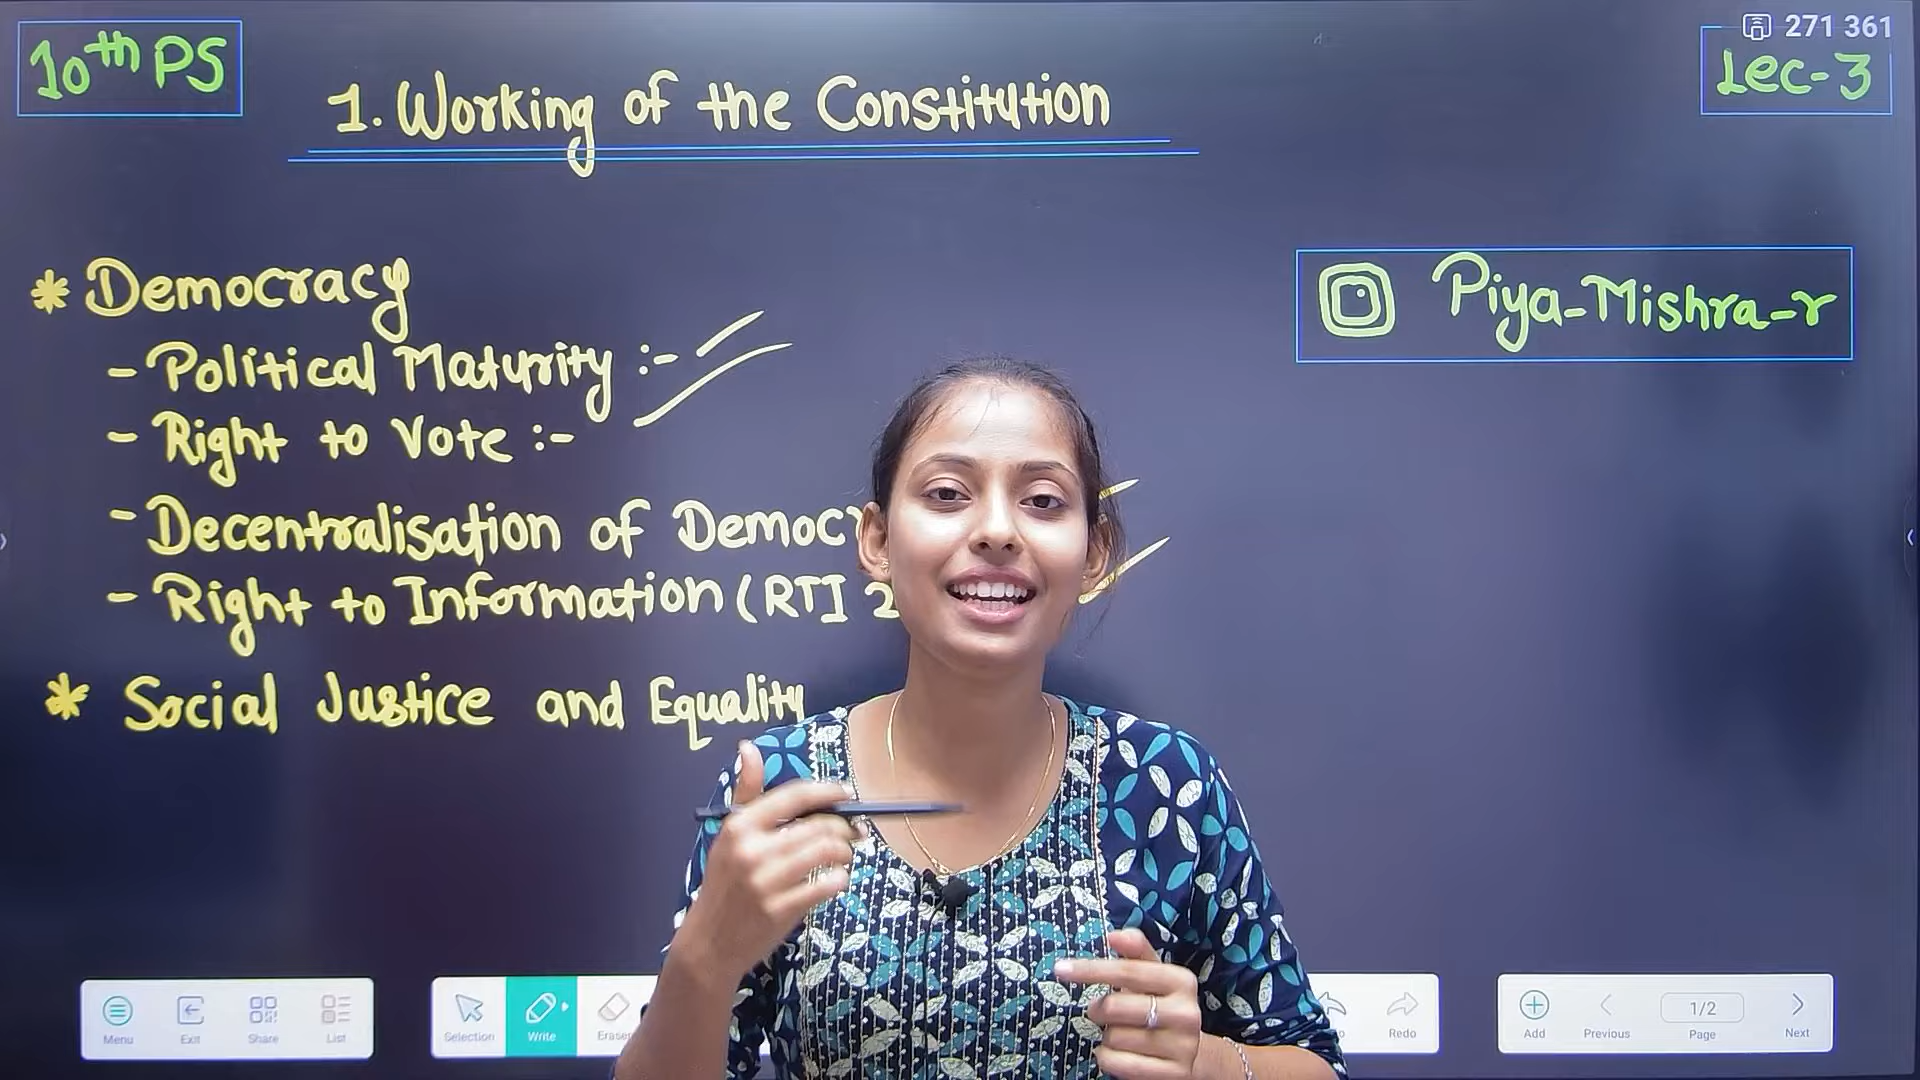 10th PS
271 361
Lec-3
1. Working of the Constitution
* Democracy
Piya-Mishra-r
- Political Maturity :-
- Right to Vote :-
- Decentralisation of Democ
- Right to Information (RTI 2
* Social Justice and Equality
Menu
Exit
Share
List
Selection
Write
Eraser
Redo
Add
Previous
1/2
Page
Next